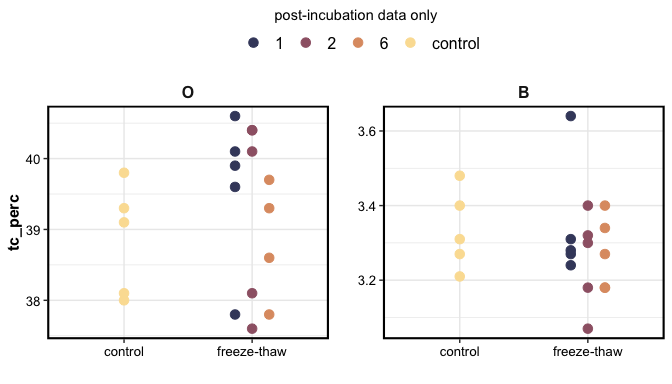 post-incubation data only
1 2 6 control
O B
tc_perc
40
39
38
3.6
3.4
3.2
control freeze-thaw control freeze-thaw